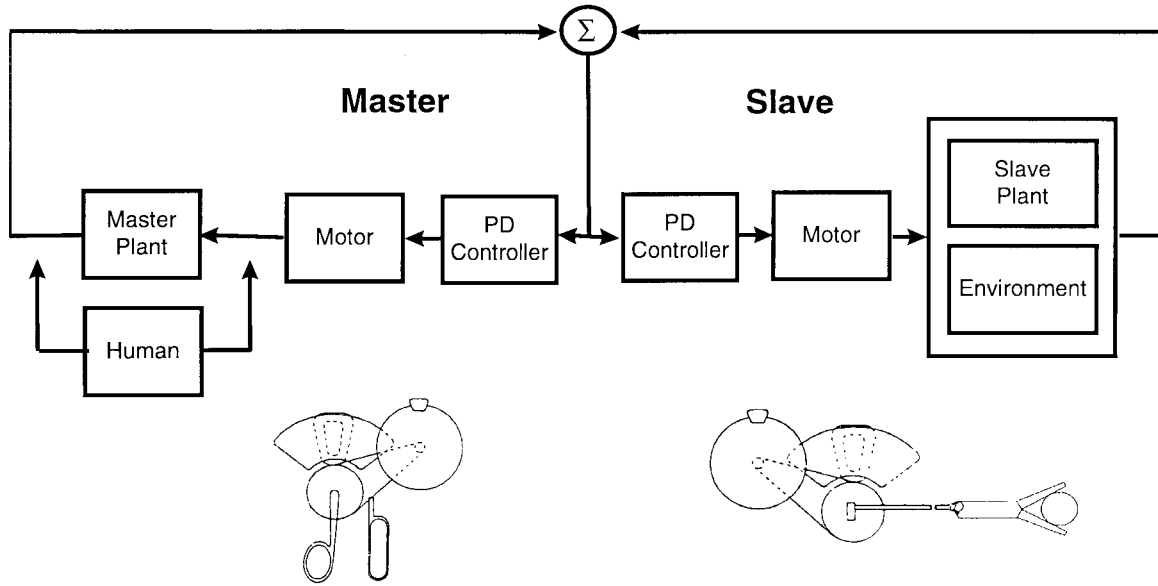 Σ
Master
Slave
Master
Plant
Motor
PD
Controller
PD
Controller
Motor
Slave
Plant
Environment
Human